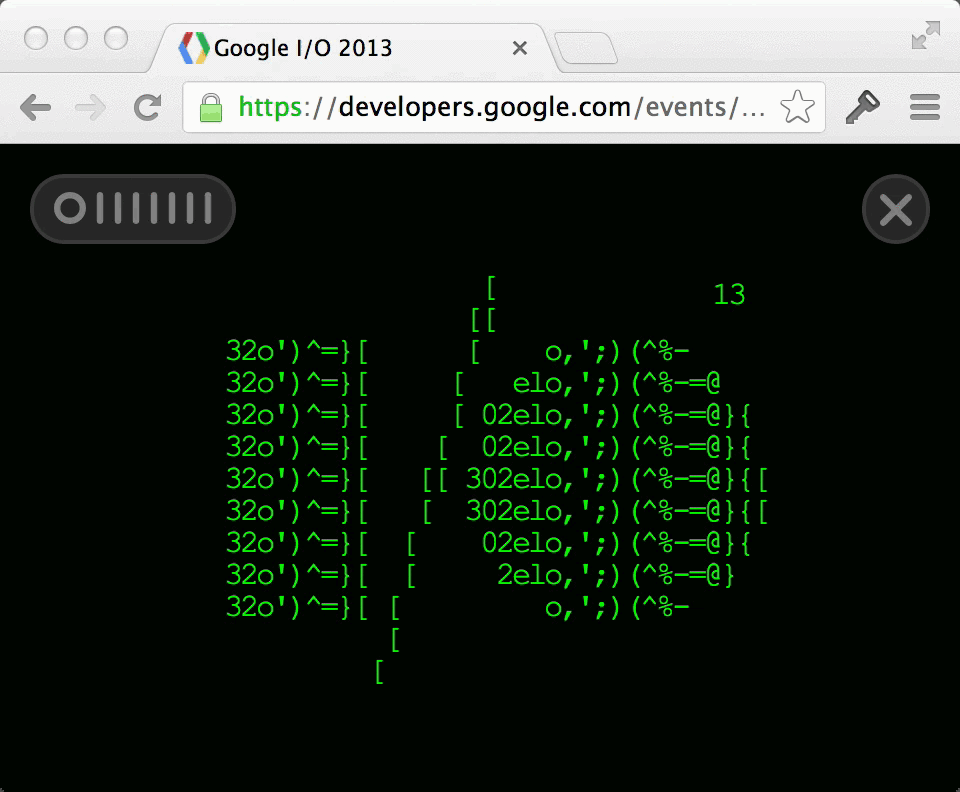 Google I/O 2013
https://developers.google.com/events/...
[ 13
[[
32o')^=}[ [ o,';)(^%-
32o')^=}[ [ elo,';)(^%-=@
32o')^=}[ [ 02elo,';)(^%-=@}{
32o')^=}[ [ 02elo,';)(^%-=@}{
32o')^=}[ [[ 302elo,';)(^%-=@}{[
32o')^=}[ [ 302elo,';)(^%-=@}{[
32o')^=}[ [ 02elo,';)(^%-=@}{
32o')^=}[ [ 2elo,';)(^%-=@}
32o')^=}[ [ o,';)(^%-
[
[